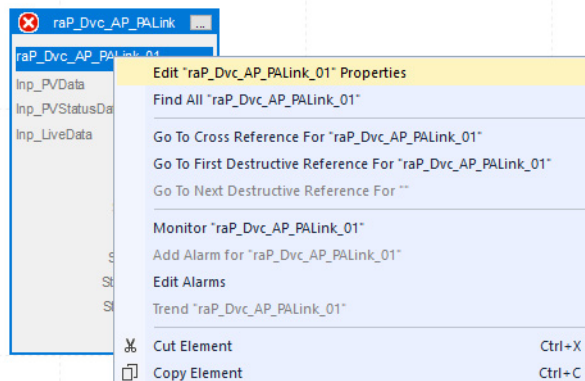 raP_Dvc_AP_PALink ...
raP_Dvc_AP_PALink_01
Edit "raP_Dvc_AP_PALink_01" Properties
Inp_PVData
Find All "raP_Dvc_AP_PALink_01"
Inp_PVStatusDa
Inp_LiveData
Go To Cross Reference For "raP_Dvc_AP_PALink_01"
Go To First Destructive Reference For "raP_Dvc_AP_PALink_01"
Go To Next Destructive Reference For ""
Monitor "raP_Dvc_AP_PALink_01"
S
Add Alarm for "raP_Dvc_AP_PALink_01"
St
Edit Alarms
St
Trend "raP_Dvc_AP_PALink_01"
Cut Element Ctrl+X
Copy Element Ctrl+C